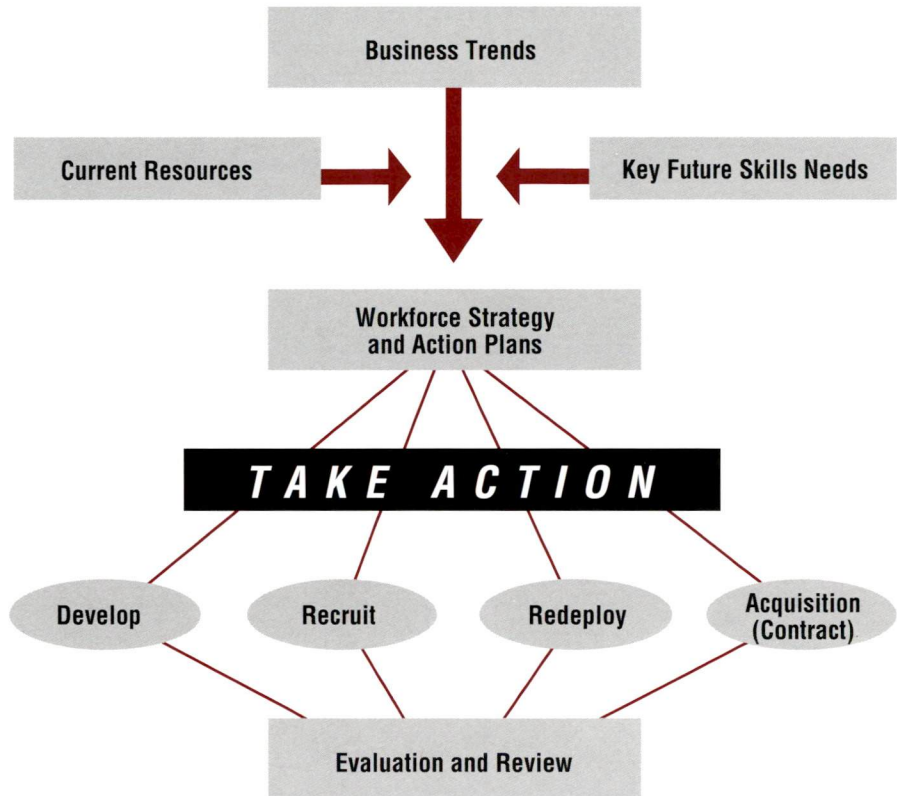 Business Trends
Current Resources
Key Future Skills Needs
Workforce Strategy
and Action Plans
TAKE ACTION
Develop
Recruit
Redeploy
Acquisition
(Contract)
Evaluation and Review